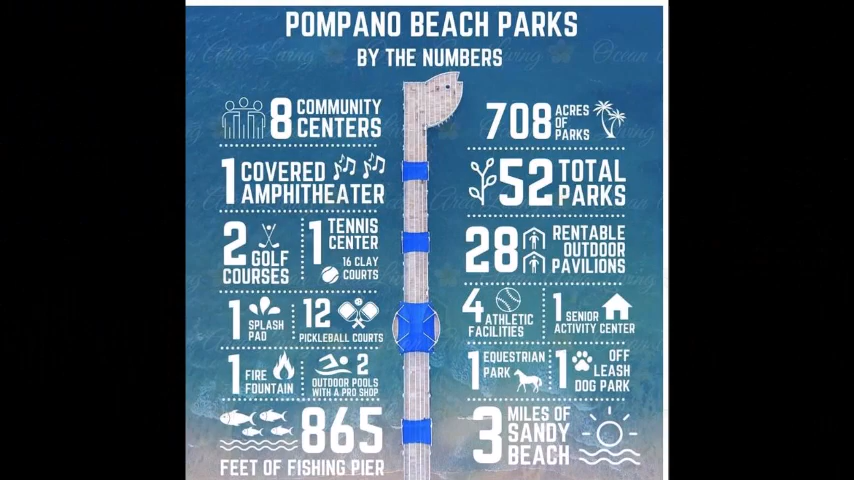 POMPANO BEACH PARKS
BY THE NUMBERS
8 COMMUNITY
CENTERS
1 COVERED
AMPHITHEATER
2 GOLF
COURSES
1 TENNIS
CENTER
16 CLAY
COURTS
1 SPLASH
PAD
12
PICKLEBALL COURTS
1 FIRE
FOUNTAIN
2
OUTDOOR POOLS
WITH A PRO SHOP
865
FEET OF FISHING PIER
708 ACRES
OF
PARKS
52 TOTAL
PARKS
28 RENTABLE
OUTDOOR
PAVILIONS
4 ATHLETIC
FACILITIES
1 SENIOR
ACTIVITY CENTER
1 EQUESTRIAN
PARK
1 OFF
LEASH
DOG PARK
3 MILES OF
SANDY
BEACH